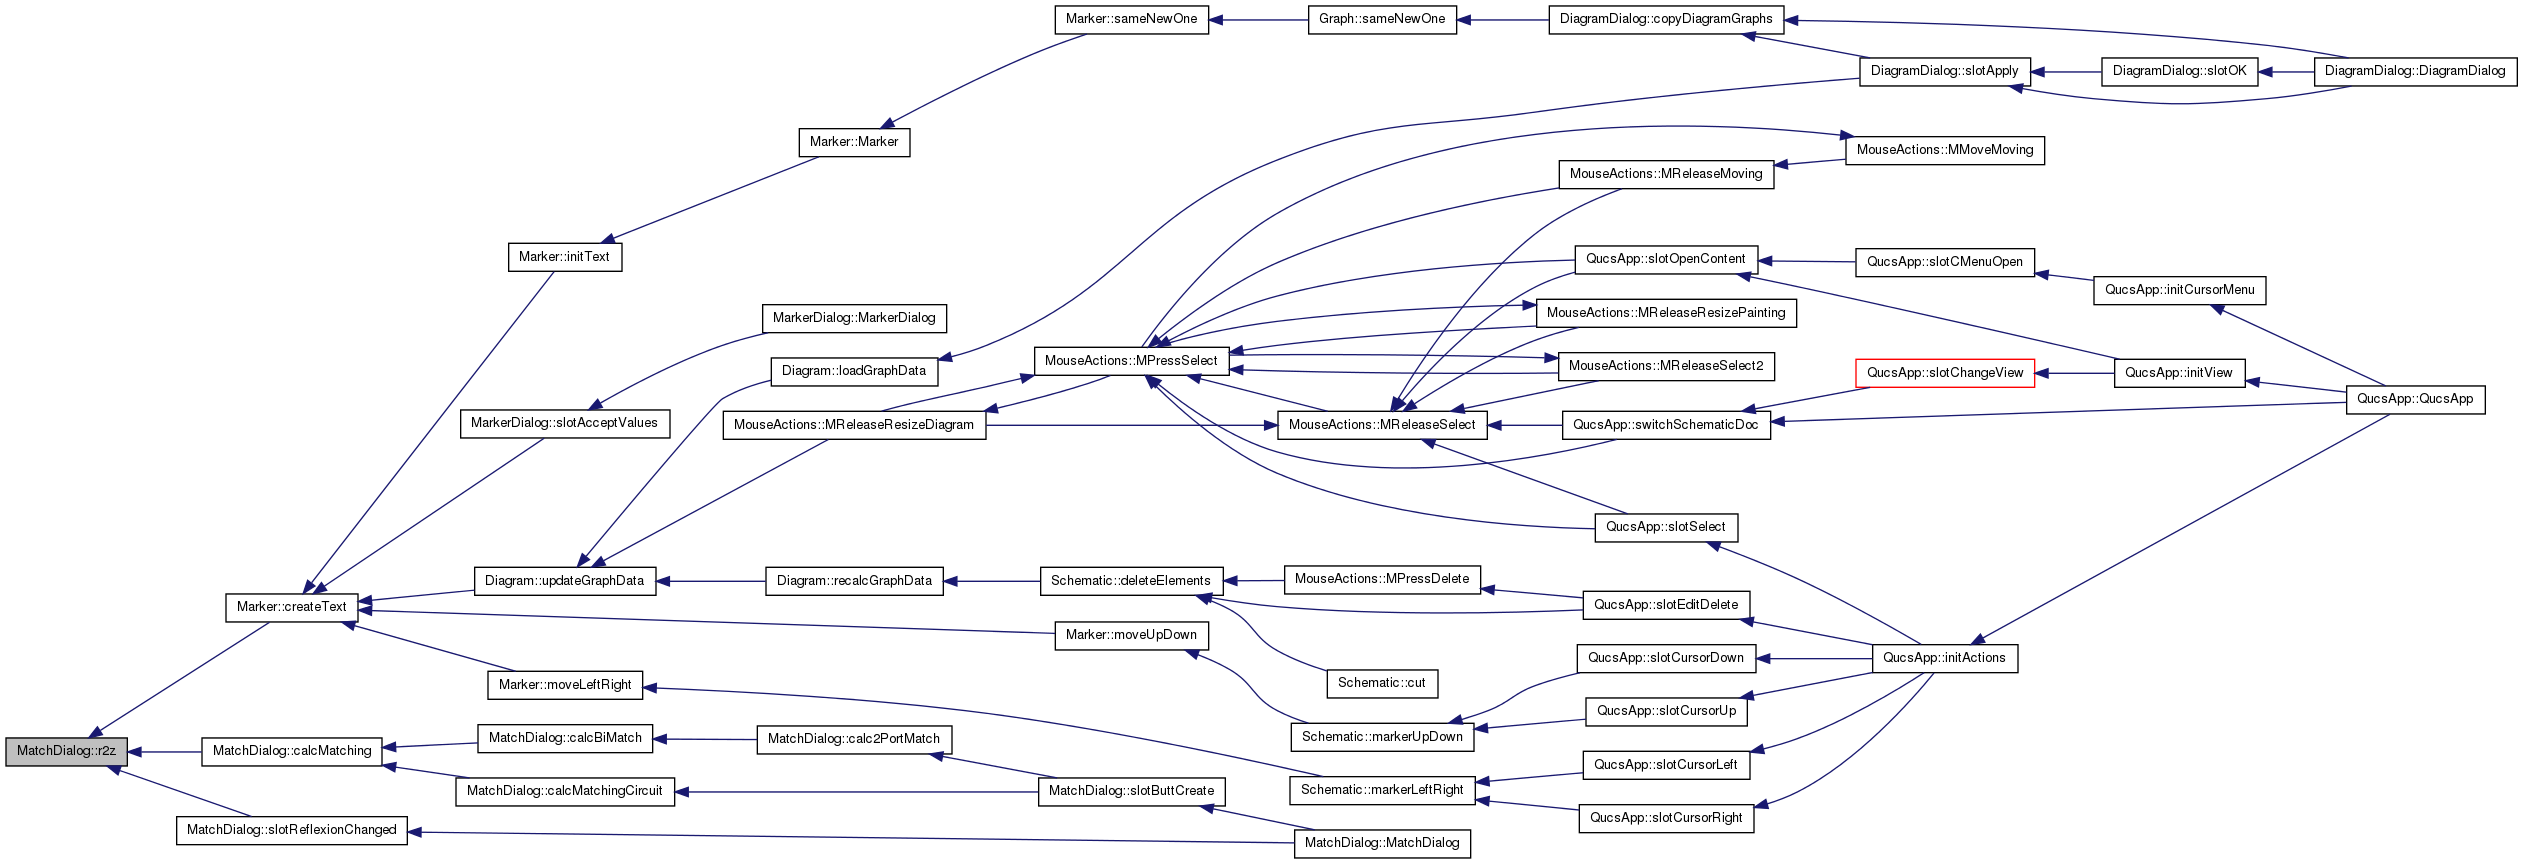 Marker::sameNewOne
Graph::sameNewOne
DiagramDialog::copyDiagramGraphs
DiagramDialog::slotApply
DiagramDialog::slotOK
DiagramDialog::DiagramDialog
Marker::Marker
MouseActions::MMoveMoving
MouseActions::MReleaseMoving
Marker::initText
QucsApp::slotOpenContent
QucsApp::slotCMenuOpen
QucsApp::initCursorMenu
MarkerDialog::MarkerDialog
MouseActions::MReleaseResizePainting
Diagram::loadGraphData
MouseActions::MPressSelect
MouseActions::MReleaseSelect2
QucsApp::slotChangeView
QucsApp::initView
QucsApp::QucsApp
MarkerDialog::slotAcceptValues
MouseActions::MReleaseResizeDiagram
MouseActions::MReleaseSelect
QucsApp::switchSchematicDoc
QucsApp::slotSelect
Diagram::updateGraphData
Diagram::recalcGraphData
Schematic::deleteElements
MouseActions::MPressDelete
Marker::createText
QucsApp::slotEditDelete
Marker::moveUpDown
QucsApp::slotCursorDown
QucsApp::initActions
Marker::moveLeftRight
Schematic::cut
QucsApp::slotCursorUp
MatchDialog::r2z
MatchDialog::calcMatching
MatchDialog::calcBiMatch
MatchDialog::calc2PortMatch
Schematic::markerUpDown
QucsApp::slotCursorLeft
MatchDialog::calcMatchingCircuit
MatchDialog::slotButtCreate
Schematic::markerLeftRight
QucsApp::slotCursorRight
MatchDialog::slotReflexionChanged
MatchDialog::MatchDialog